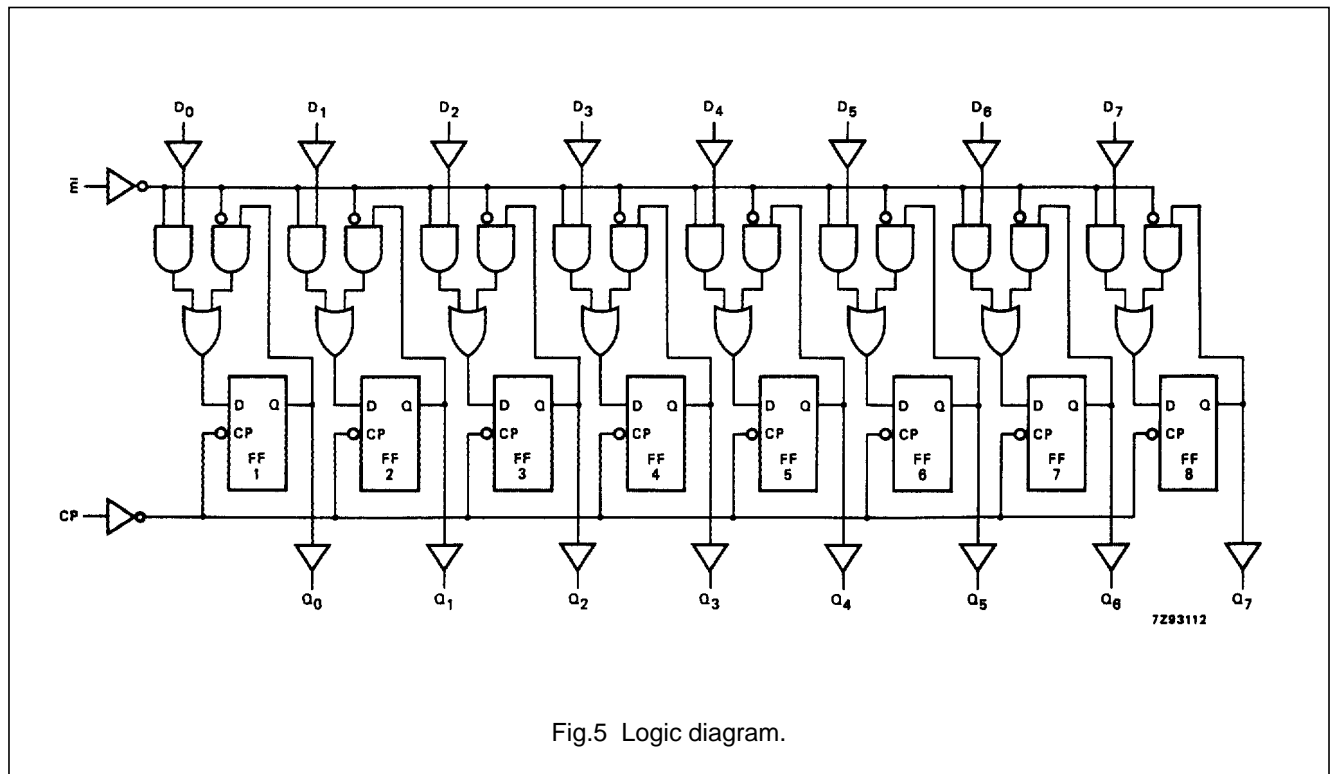 D0 D1 D2 D3 D4 D5 D6 D7
E̅
D Q D Q D Q D Q D Q D Q D Q D Q
CP CP CP CP CP CP CP CP
FF FF FF FF FF FF FF FF
1 2 3 4 5 6 7 8
CP
Q0 Q1 Q2 Q3 Q4 Q5 Q6 Q7
7Z93112
Fig.5 Logic diagram.